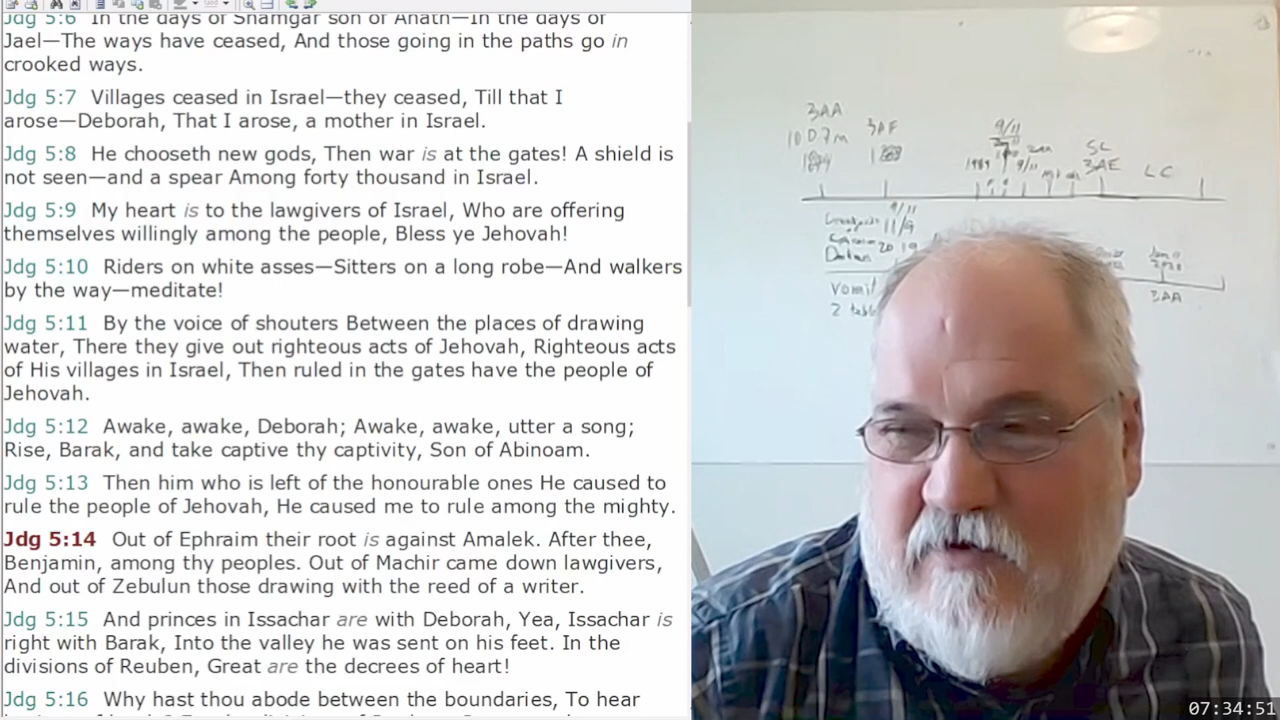 Jdg 5:6 In the days of Shamgar son of Anath—In the days of
Jael—The ways have ceased, And those going in the paths go in
crooked ways.
Jdg 5:7 Villages ceased in Israel—they ceased, Till that I
arose—Deborah, That I arose, a mother in Israel.
Jdg 5:8 He chooseth new gods, Then war is at the gates! A shield is
not seen—and a spear Among forty thousand in Israel.
Jdg 5:9 My heart is to the lawgivers of Israel, Who are offering
themselves willingly among the people, Bless ye Jehovah!
Jdg 5:10 Riders on white asses—Sitters on a long robe—And walkers
by the way—meditate!
Jdg 5:11 By the voice of shouters Between the places of drawing
water, There they give out righteous acts of Jehovah, Righteous acts
of His villages in Israel, Then ruled in the gates have the people of
Jehovah.
Jdg 5:12 Awake, awake, Deborah; Awake, awake, utter a song;
Rise, Barak, and take captive thy captivity, Son of Abinoam.
Jdg 5:13 Then him who is left of the honourable ones He caused to
rule the people of Jehovah, He caused me to rule among the mighty.
Jdg 5:14 Out of Ephraim their root is against Amalek. After thee,
Benjamin, among thy peoples. Out of Machir came down lawgivers,
And out of Zebulun those drawing with the reed of a writer.
Jdg 5:15 And princes in Issachar are with Deborah, Yea, Issachar is
right with Barak, Into the valley he was sent on his feet. In the
divisions of Reuben, Great are the decrees of heart!
Jdg 5:16 Why hast thou abode between the boundaries, To hear
3AA
3AF
9/11
SL
1989
9/11
3AE
LC
9/11
11/9
2019
vomit
3AA
07:34:51